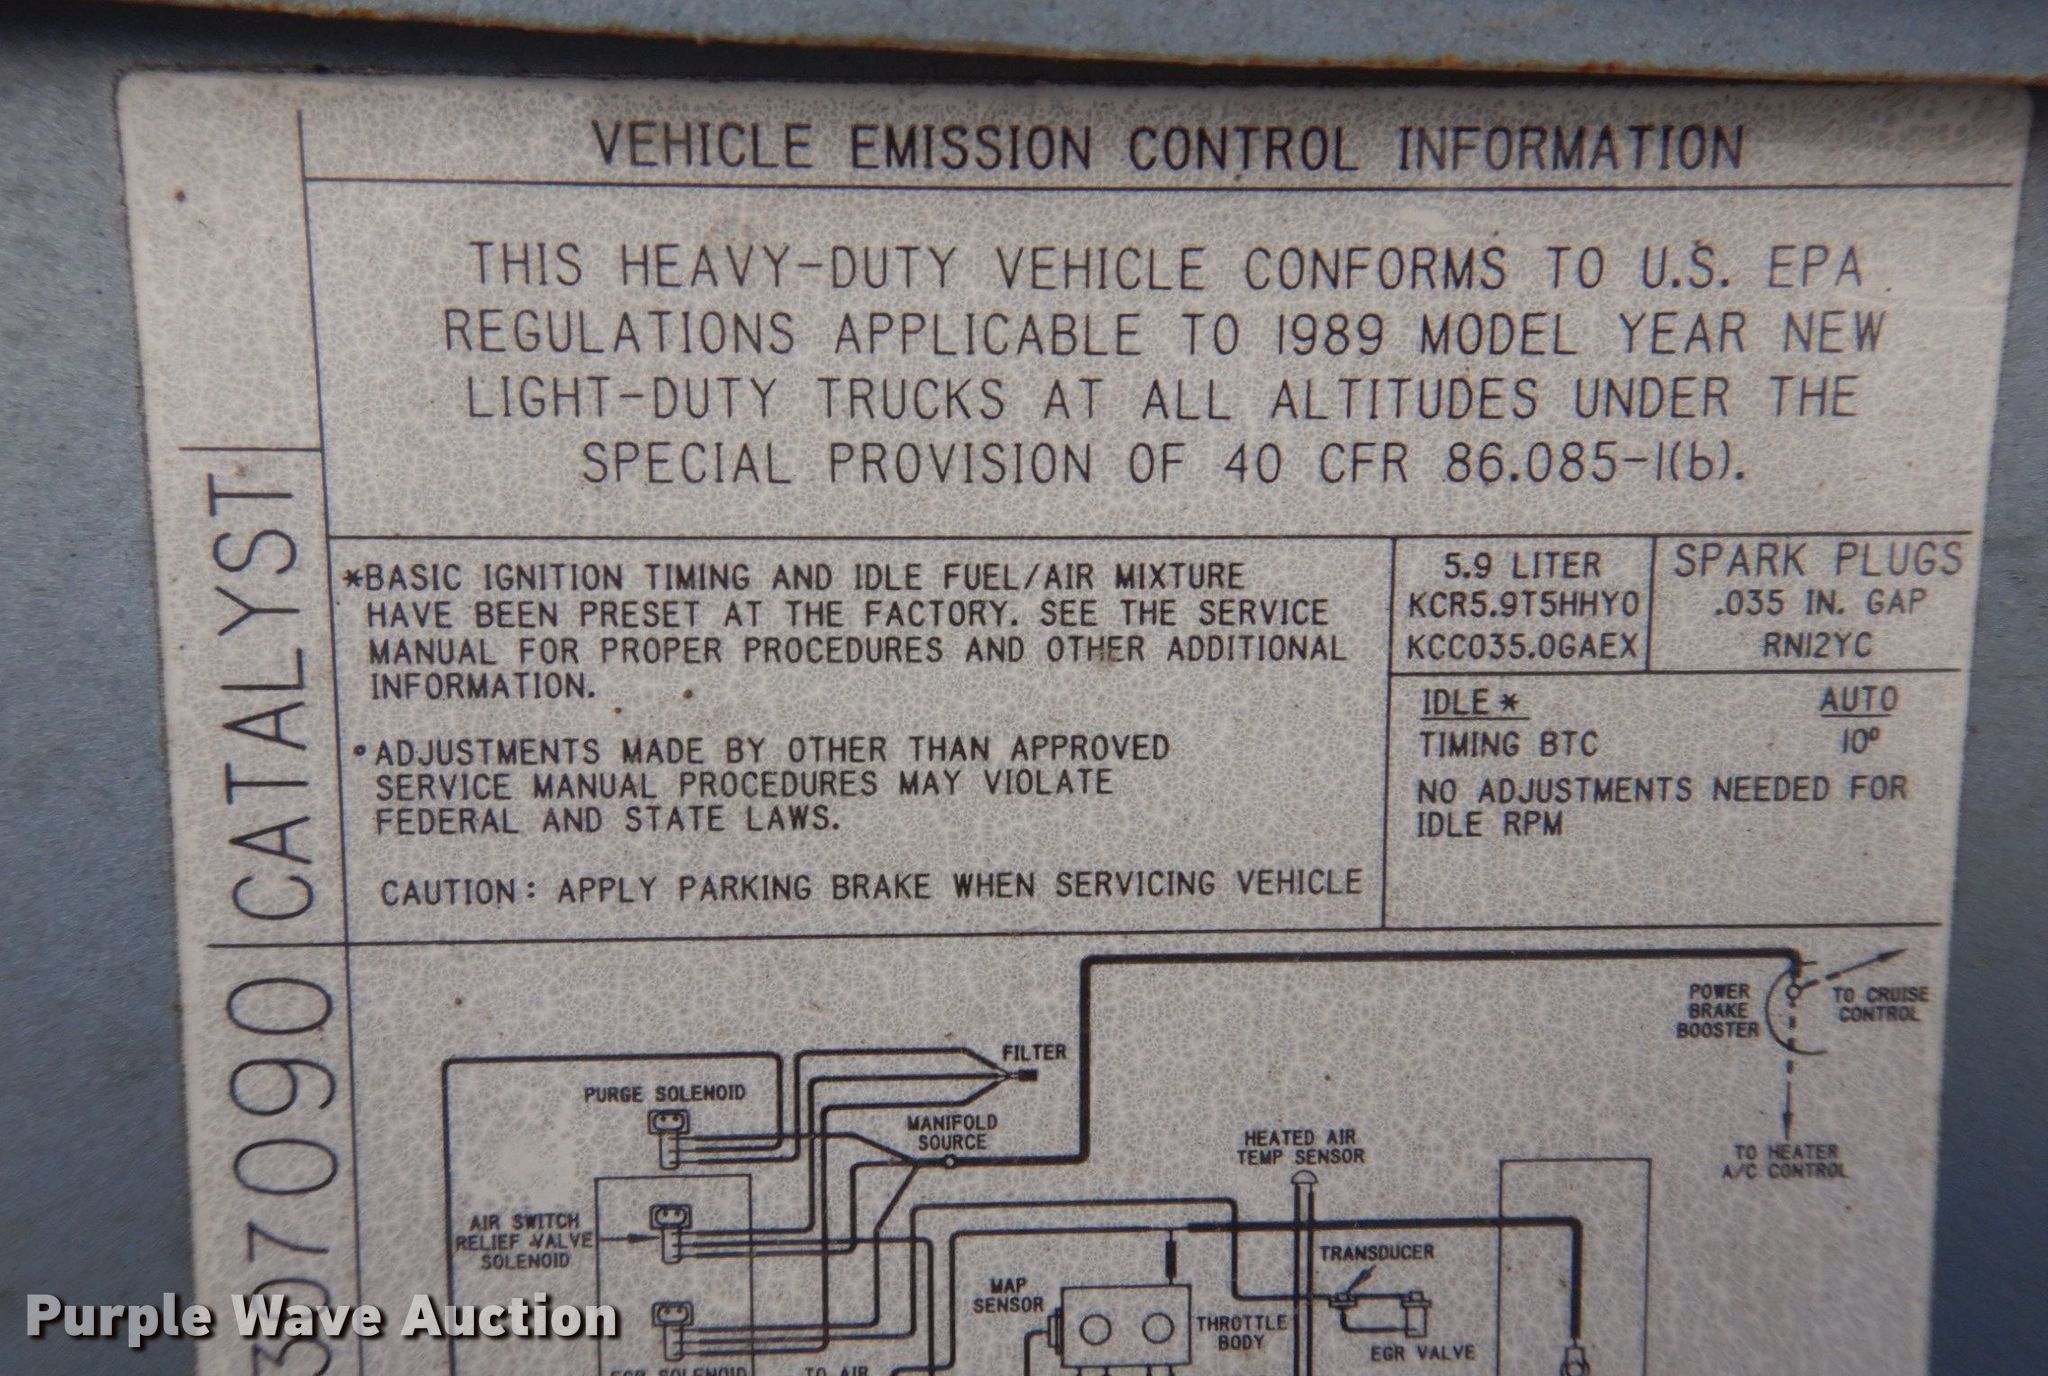 VEHICLE EMISSION CONTROL INFORMATION
THIS HEAVY-DUTY VEHICLE CONFORMS TO U.S. EPA
REGULATIONS APPLICABLE TO 1989 MODEL YEAR NEW
LIGHT-DUTY TRUCKS AT ALL ALTITUDES UNDER THE
SPECIAL PROVISION OF 40 CFR 86.085-1(b).
CATALYST
*BASIC IGNITION TIMING AND IDLE FUEL/AIR MIXTURE
HAVE BEEN PRESET AT THE FACTORY. SEE THE SERVICE
MANUAL FOR PROPER PROCEDURES AND OTHER ADDITIONAL
INFORMATION.
•ADJUSTMENTS MADE BY OTHER THAN APPROVED
SERVICE MANUAL PROCEDURES MAY VIOLATE
FEDERAL AND STATE LAWS.
CAUTION: APPLY PARKING BRAKE WHEN SERVICING VEHICLE
5.9 LITER
KCR5.9T5HHY0
KCC035.0GAEX
SPARK PLUGS
.035 IN. GAP
RN12YC
IDLE* AUTO
TIMING BTC 10°
NO ADJUSTMENTS NEEDED FOR
IDLE RPM
POWER
BRAKE
BOOSTER
TO CRUISE
CONTROL
TO HEATER
A/C CONTROL
FILTER
PURGE SOLENOID
MANIFOLD
SOURCE
HEATED AIR
TEMP SENSOR
AIR SWITCH
RELIEF VALVE
SOLENOID
TRANSDUCER
MAP
SENSOR
THROTTLE
BODY
EGR VALVE
EGR SOLENOID
TO AIR
307090
Purple Wave Auction